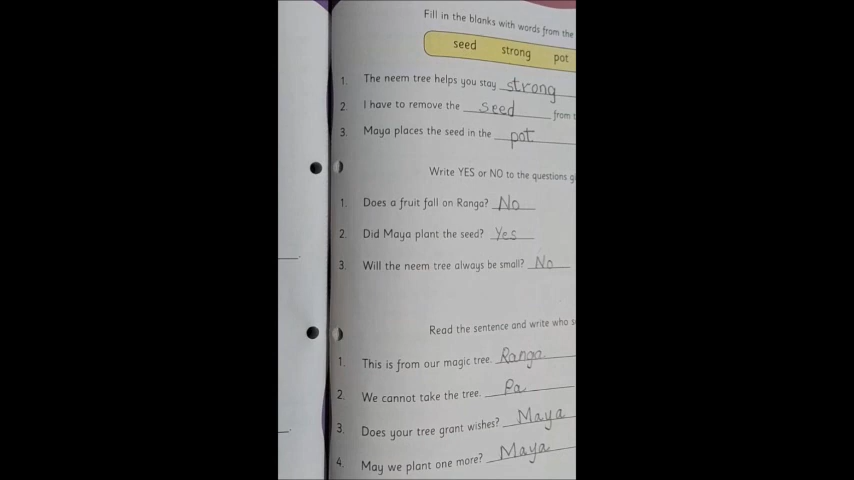 Fill in the blanks with words from the
seed strong pot
1. The neem tree helps you stay strong
2. I have to remove the seed from
3. Maya places the seed in the pot
Write YES or NO to the questions
1. Does a fruit fall on Ranga? No
2. Did Maya plant the seed? Yes
3. Will the neem tree always be small? No
Read the sentence and write who
1. This is from our magic tree. Ranga
2. We cannot take the tree. Pa
3. Does your tree grant wishes? Maya
4. May we plant one more? Maya